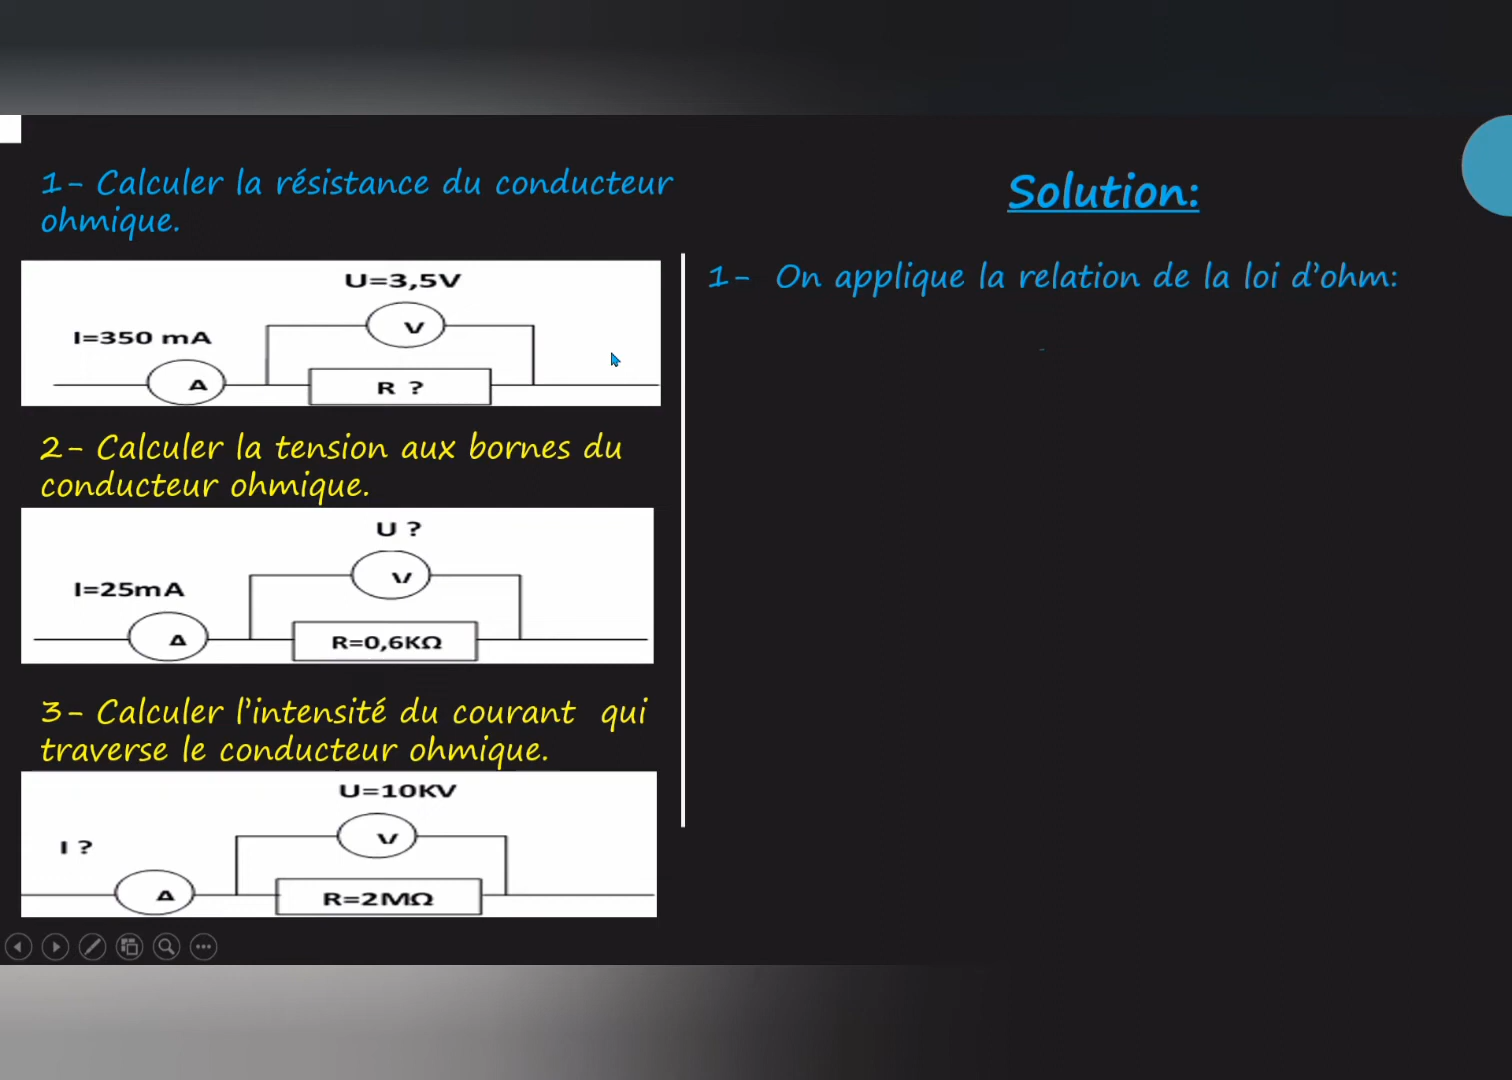 1- Calculer la résistance du conducteur
ohmique.
U=3,5V
V
I=350 mA
A
R ?
2- Calculer la tension aux bornes du
conducteur ohmique.
U ?
V
I=25mA
A
R=0,6KΩ
3- Calculer l'intensité du courant qui
traverse le conducteur ohmique.
U=10KV
V
I ?
A
R=2MΩ
Solution:
1- On applique la relation de la loi d'ohm: